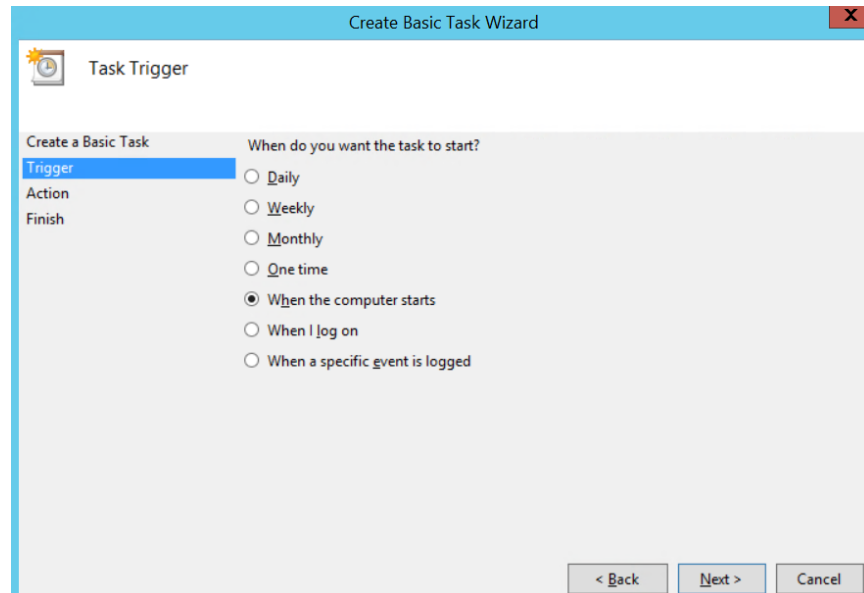 Create Basic Task Wizard
X
Task Trigger
Create a Basic Task
Trigger
Action
Finish
When do you want the task to start?
Daily
Weekly
Monthly
One time
When the computer starts
When I log on
When a specific event is logged
< Back
Next >
Cancel